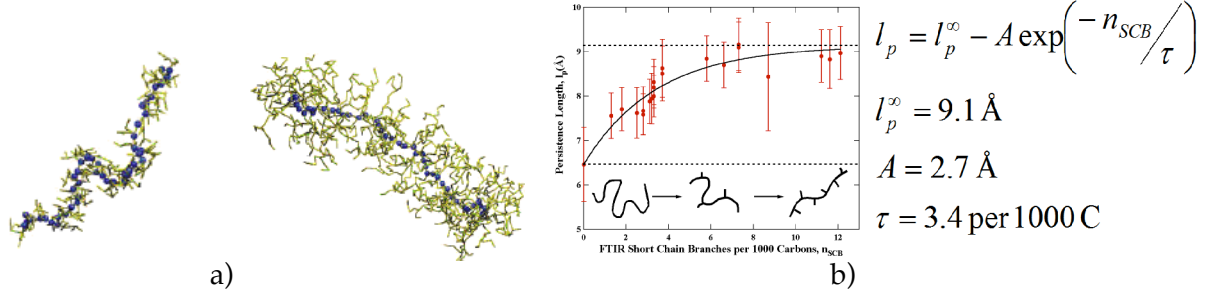 a)
Persistence Length, lₚ(Å)
10
9
8
7
6
5
0
2
4
6
8
10
12
FTIR Short Chain Branches per 1000 Carbons, n_SCB
b)
l_p = l_p^∞ − A exp(−n_SCB/τ)
l_p^∞ = 9.1 Å
A = 2.7 Å
τ = 3.4 per 1000 C